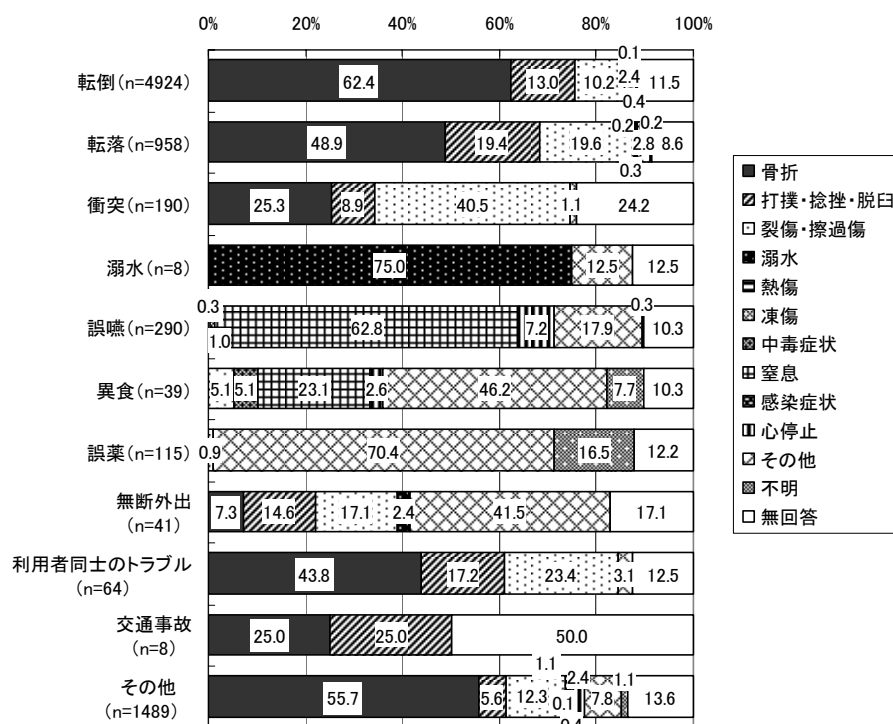 0% 20% 40% 60% 80% 100%
転倒(n=4924) 62.4 13.0 10.2 0.1 2.4 0.4 11.5
転落(n=958) 48.9 19.4 19.6 0.2 0.3 0.2 2.8 8.6
衝突(n=190) 25.3 8.9 40.5 1.1 24.2
溺水(n=8) 75.0 12.5 12.5
誤嚥(n=290) 0.3 1.0 62.8 7.2 17.9 0.3 10.3
異食(n=39) 5.1 5.1 23.1 2.6 46.2 7.7 10.3
誤薬(n=115) 0.9 70.4 16.5 12.2
無断外出
(n=41) 7.3 14.6 17.1 2.4 41.5 17.1
利用者同士のトラブル
(n=64) 43.8 17.2 23.4 3.1 12.5
交通事故
(n=8) 25.0 25.0 50.0
その他
(n=1489) 55.7 5.6 12.3 1.1 0.1 0.4 2.4 7.8 1.1 13.6
骨折
打撲・捻挫・脱臼
裂傷・擦過傷
溺水
熱傷
凍傷
中毒症状
窒息
感染症状
心停止
その他
不明
無回答